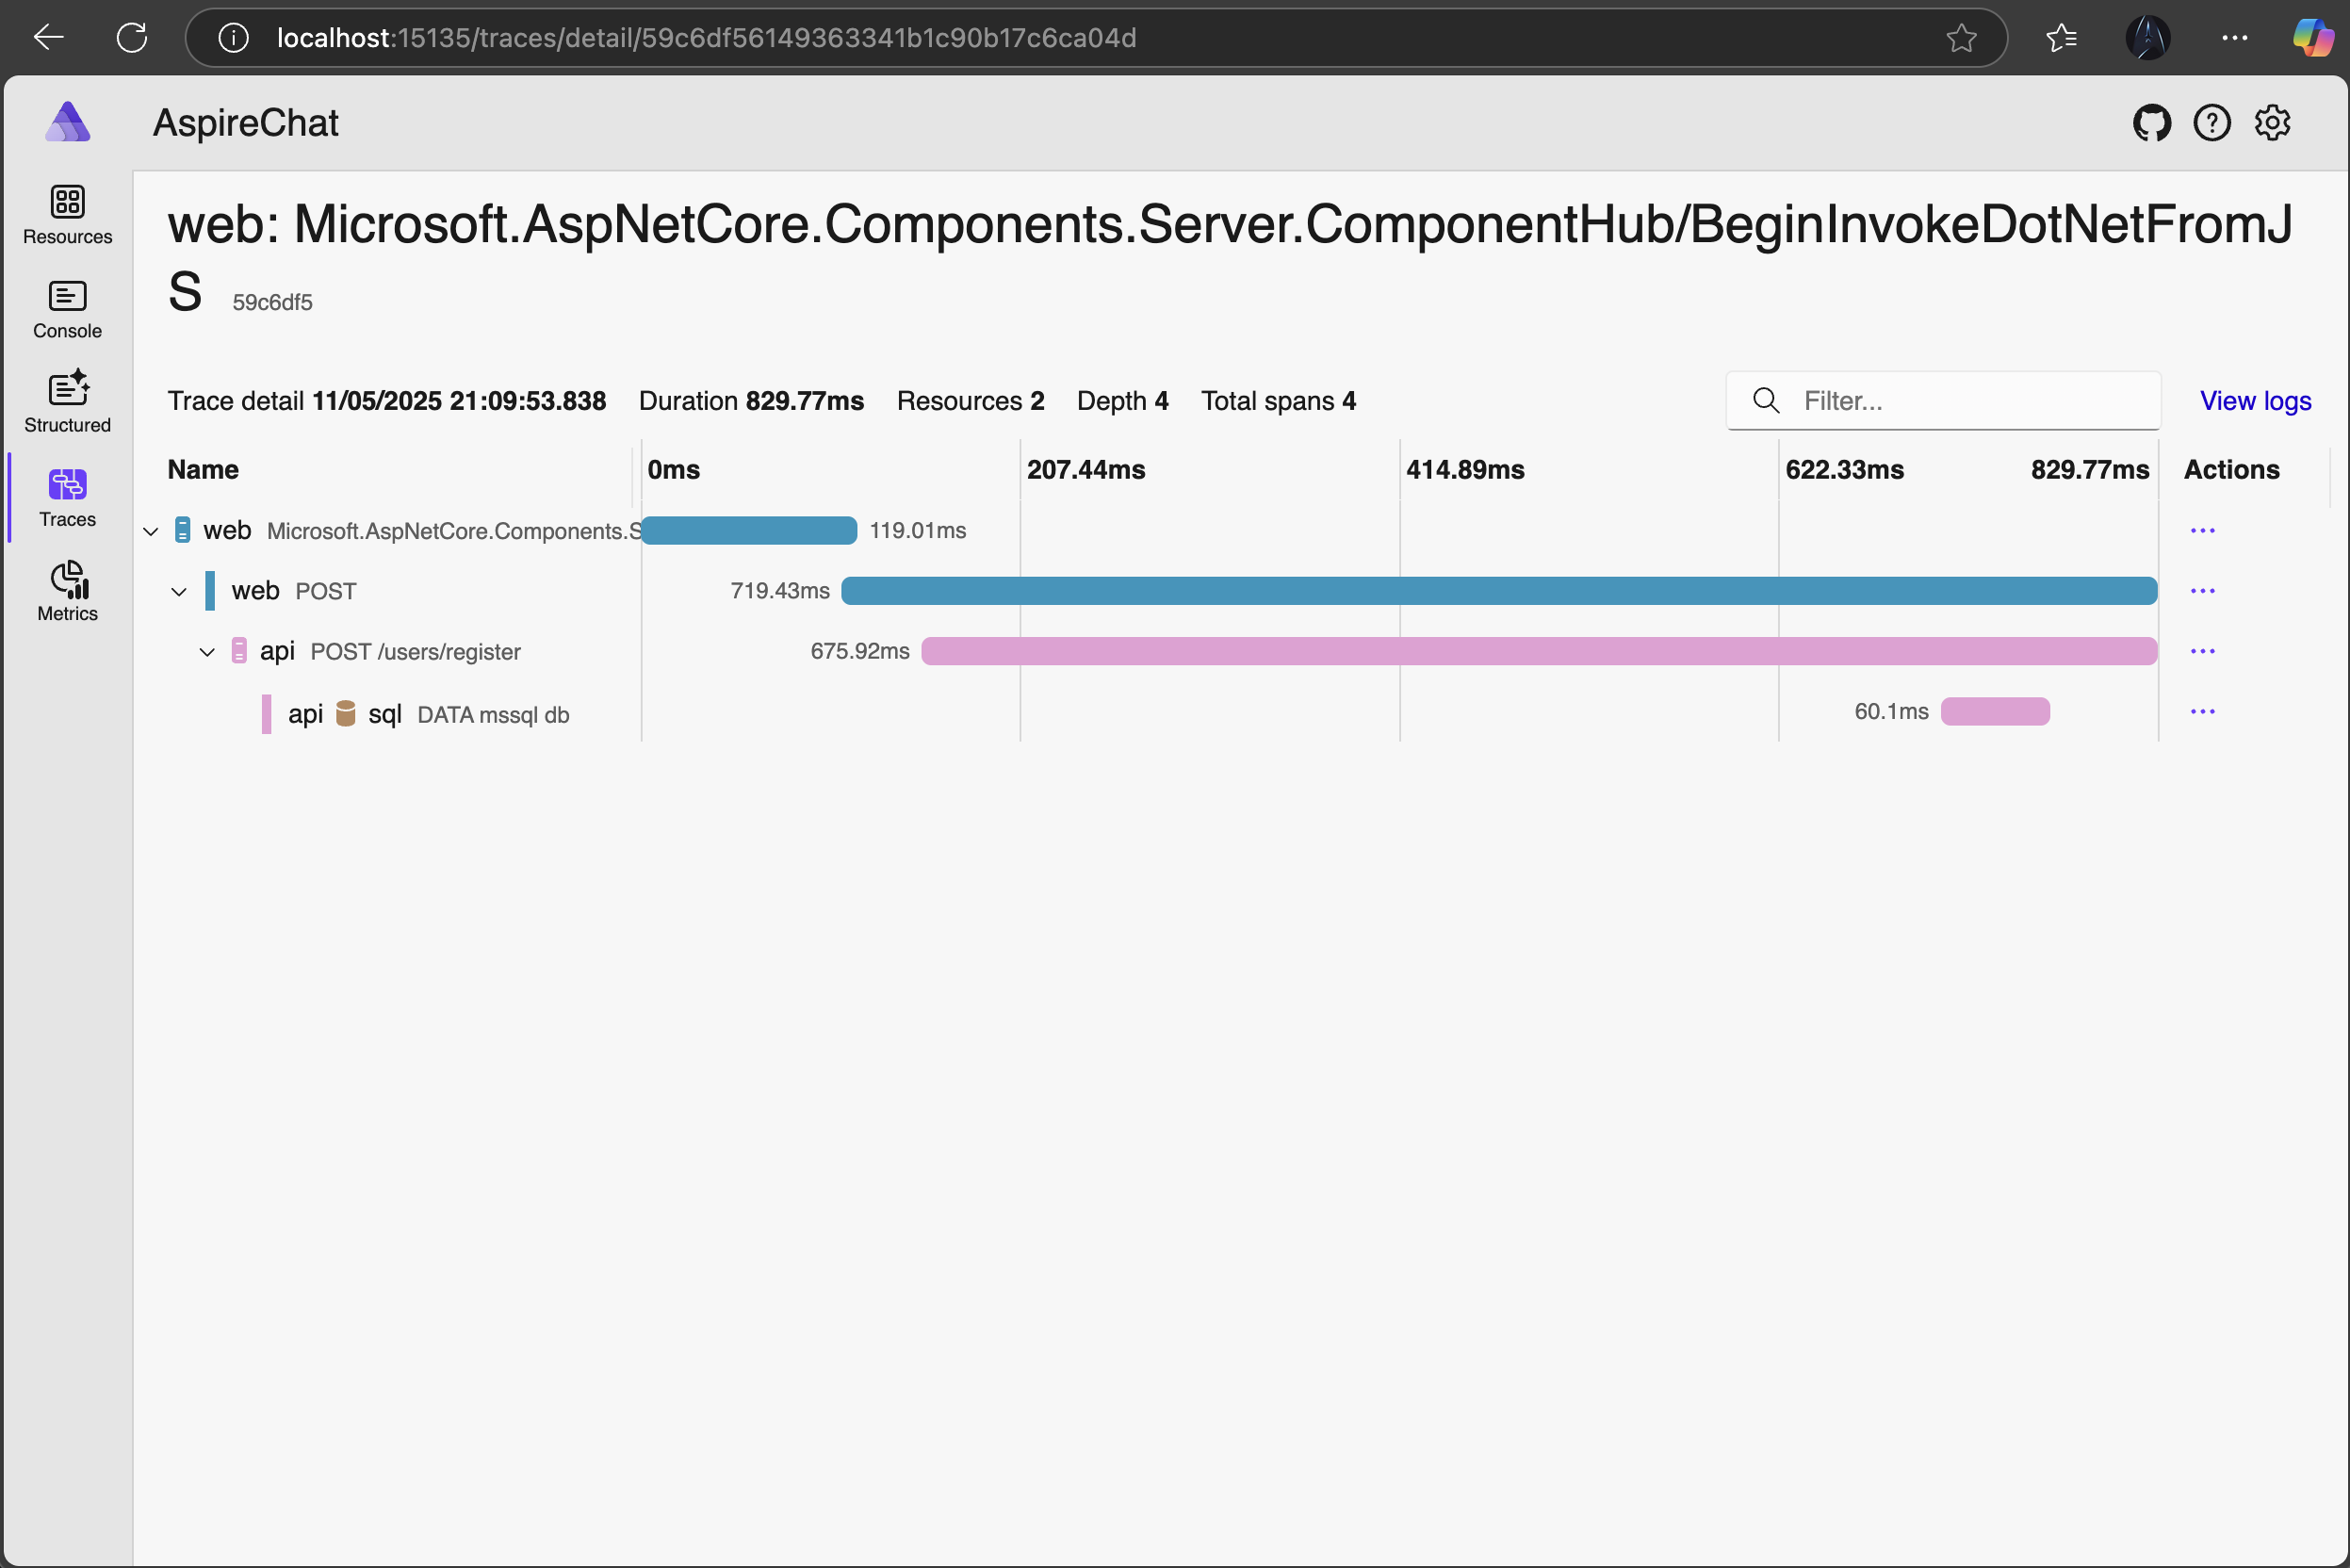 localhost:15135/traces/detail/59c6df56149363341b1c90b17c6ca04d
AspireChat
Resources
Console
Structured
Traces
Metrics
web: Microsoft.AspNetCore.Components.Server.ComponentHub/BeginInvokeDotNetFromJ
S 59c6df5
Trace detail 11/05/2025 21:09:53.838 Duration 829.77ms Resources 2 Depth 4 Total spans 4 Filter... View logs
Name 0ms 207.44ms 414.89ms 622.33ms 829.77ms Actions
web Microsoft.AspNetCore.Components.S 119.01ms
web POST 719.43ms
api POST /users/register 675.92ms
api sql DATA mssql db 60.1ms